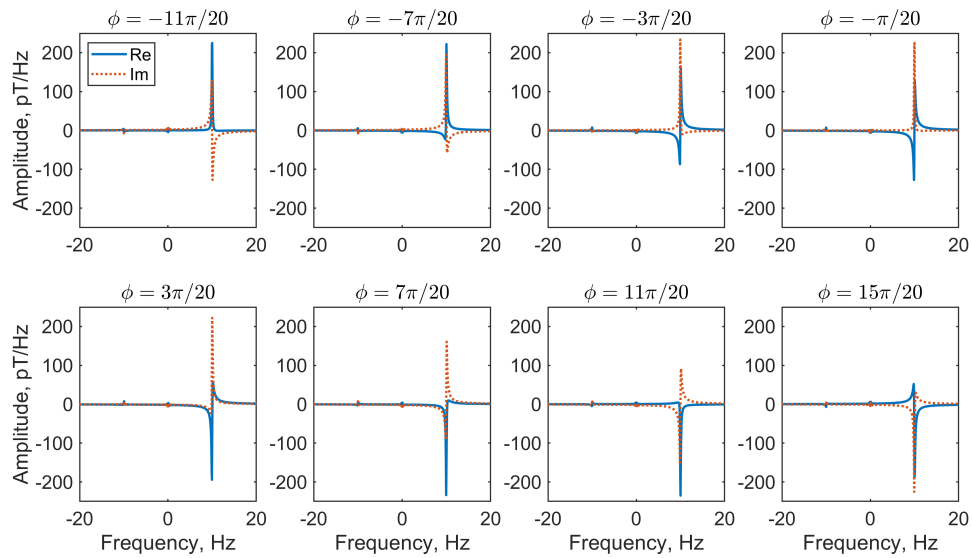 ϕ = −11π/20
ϕ = −7π/20
ϕ = −3π/20
ϕ = −π/20
Amplitude, pT/Hz
200
100
0
-100
-200
Re
Im
-20 0 20
200
100
0
-100
-200
-20 0 20
200
100
0
-100
-200
-20 0 20
200
100
0
-100
-200
-20 0 20
ϕ = 3π/20
ϕ = 7π/20
ϕ = 11π/20
ϕ = 15π/20
Amplitude, pT/Hz
200
100
0
-100
-200
-20 0 20
Frequency, Hz
200
100
0
-100
-200
-20 0 20
Frequency, Hz
200
100
0
-100
-200
-20 0 20
Frequency, Hz
200
100
0
-100
-200
-20 0 20
Frequency, Hz